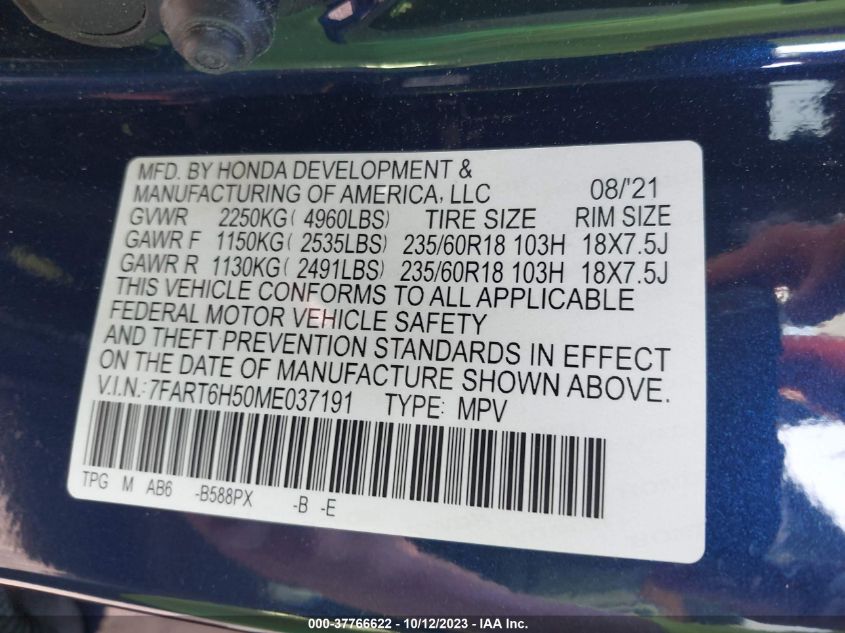 MFD. BY HONDA DEVELOPMENT &
MANUFACTURING OF AMERICA, LLC 08/'21
GVWR 2250KG( 4960LBS) TIRE SIZE RIM SIZE
GAWR F 1150KG( 2535LBS) 235/60R18 103H 18X7.5J
GAWR R 1130KG( 2491LBS) 235/60R18 103H 18X7.5J
THIS VEHICLE CONFORMS TO ALL APPLICABLE
FEDERAL MOTOR VEHICLE SAFETY
AND THEFT PREVENTION STANDARDS IN EFFECT
ON THE DATE OF MANUFACTURE SHOWN ABOVE.
V.I.N.: 7FART6H50ME037191 TYPE: MPV
TPG M AB6 -B588PX -B -E
000-37766622 - 10/12/2023 - IAA Inc.